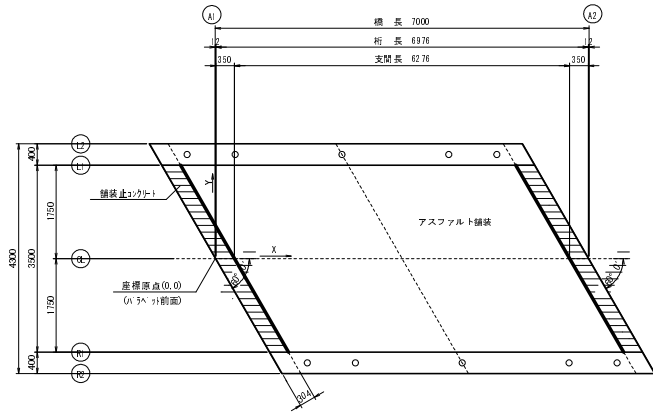 A1
A2
橋 長 7000
12
桁 長 6976
12
350
支間長 6276
350
L2
400
L1
Y
舗装止コンクリート
アスファルト舗装
1750
4300
3500
X
CL
座標原点(0.0)
(パラペット前面)
60°
60°
1750
R1
400
R2
304